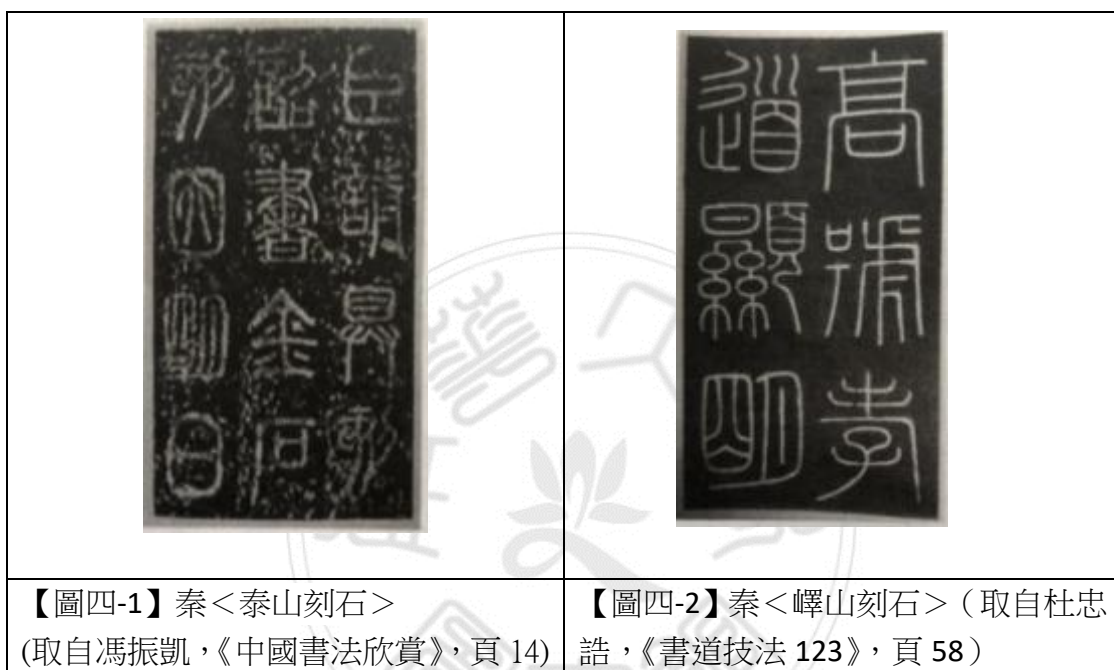 臣請具刻
詔書金石
刻因明白
高號孝
道顯明
【圖四-1】秦＜泰山刻石＞
(取自馮振凱，《中國書法欣賞》，頁 14)
【圖四-2】秦＜嶧山刻石＞（取自杜忠
誥，《書道技法 123》，頁 58）